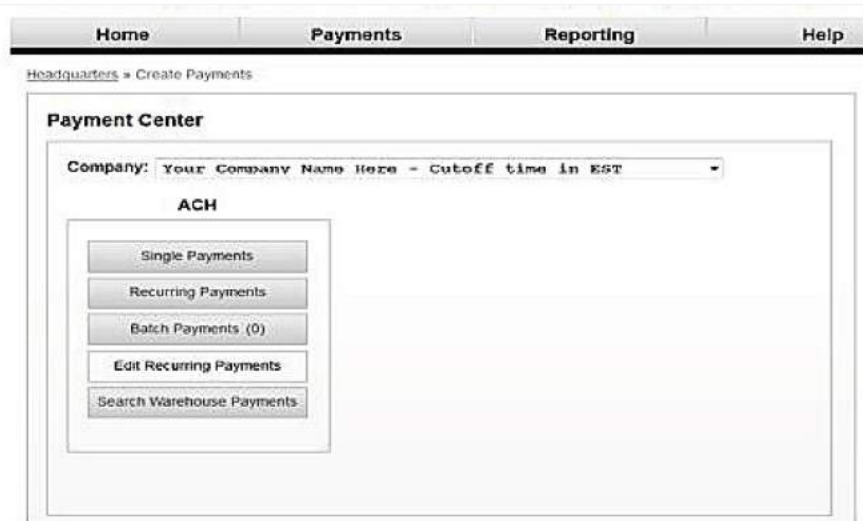 Home Payments Reporting Help
Headquarters » Create Payments
Payment Center
Company: Your Company Name Here - Cutoff time in EST
ACH
Single Payments
Recurring Payments
Batch Payments (0)
Edit Recurring Payments
Search Warehouse Payments